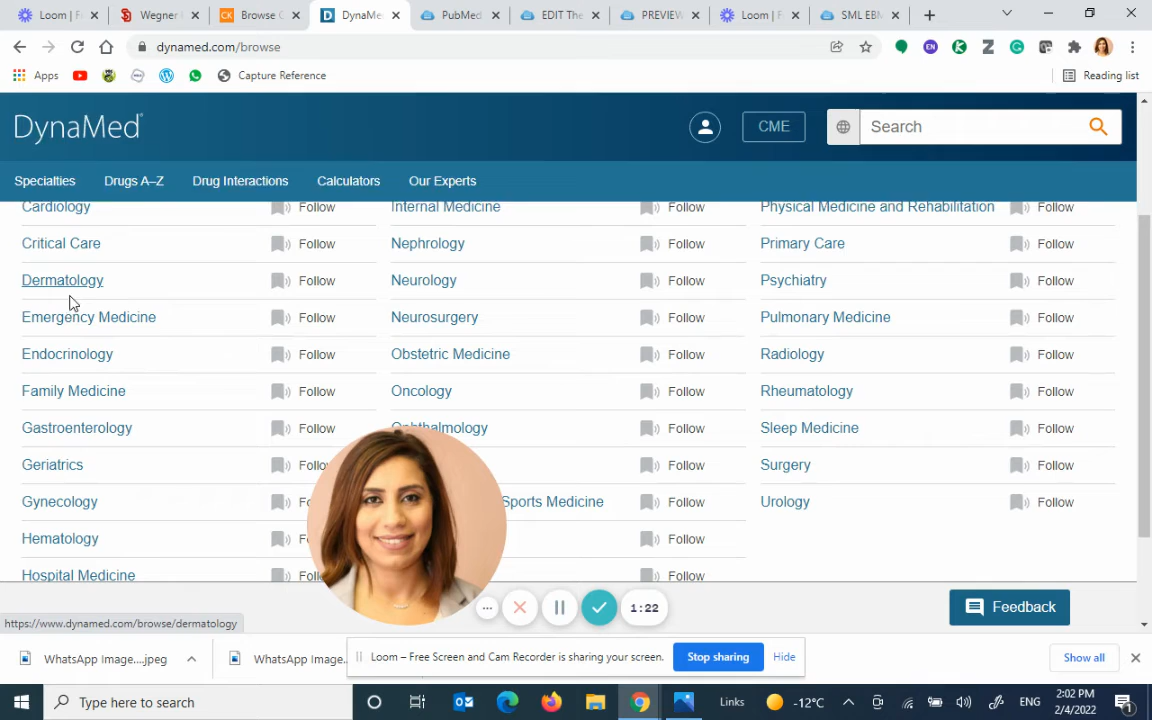 Loom | F
Wegner
Browse C
DynaMe
PubMed
EDIT The
PREVIEW
Loom | F
SML EBM
dynamed.com/browse
EN
Apps
Capture Reference
Reading list
DynaMed
CME
Search
Specialties
Drugs A–Z
Drug Interactions
Calculators
Our Experts
Cardiology Follow Internal Medicine Follow Physical Medicine and Rehabilitation Follow
Critical Care Follow Nephrology Follow Primary Care Follow
Dermatology Follow Neurology Follow Psychiatry Follow
Emergency Medicine Follow Neurosurgery Follow Pulmonary Medicine Follow
Endocrinology Follow Obstetric Medicine Follow Radiology Follow
Family Medicine Follow Oncology Follow Rheumatology Follow
Gastroenterology Follow Ophthalmology Follow Sleep Medicine Follow
Geriatrics Follo Follow Surgery Follow
Gynecology Fo Sports Medicine Follow Urology Follow
Hematology Fo Follow
Hospital Medicine Follo Follow
1:22
Feedback
https://www.dynamed.com/browse/dermatology
WhatsApp Image....jpeg
WhatsApp Image...
Loom – Free Screen and Cam Recorder is sharing your screen.
Stop sharing
Hide
Show all
Type here to search
Links
-12°C
ENG
2:02 PM
2/4/2022
1